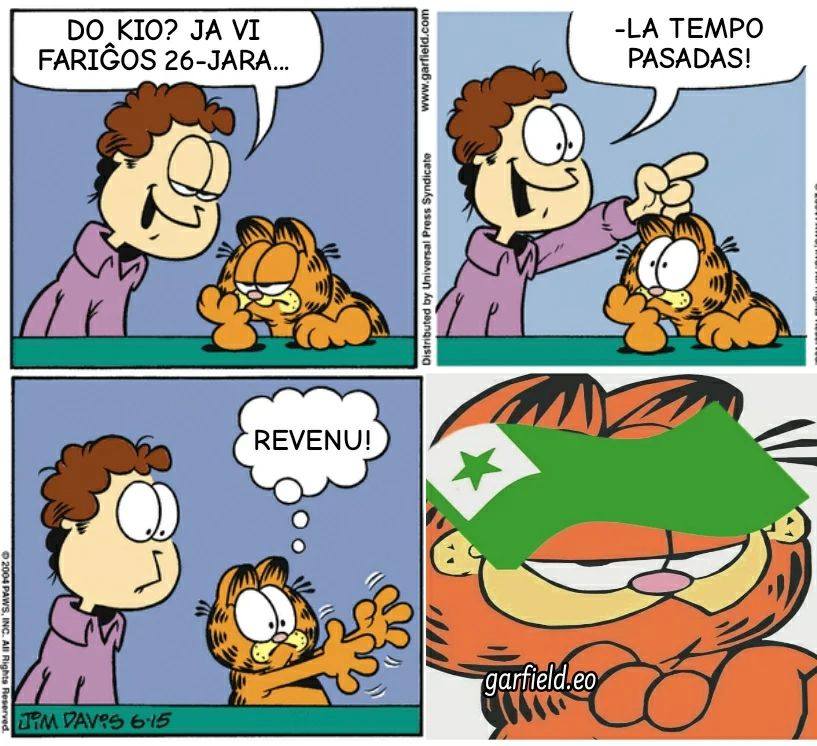 DO KIO? JA VI
FARIĜOS 26-JARA...
www.garfield.com
Distributed by Universal Press Syndicate
-LA TEMPO
PASADAS!
REVENU!
© 2004 PAWS, INC. All Rights Reserved.
JIM DAVIS 6·15
garfield.eo